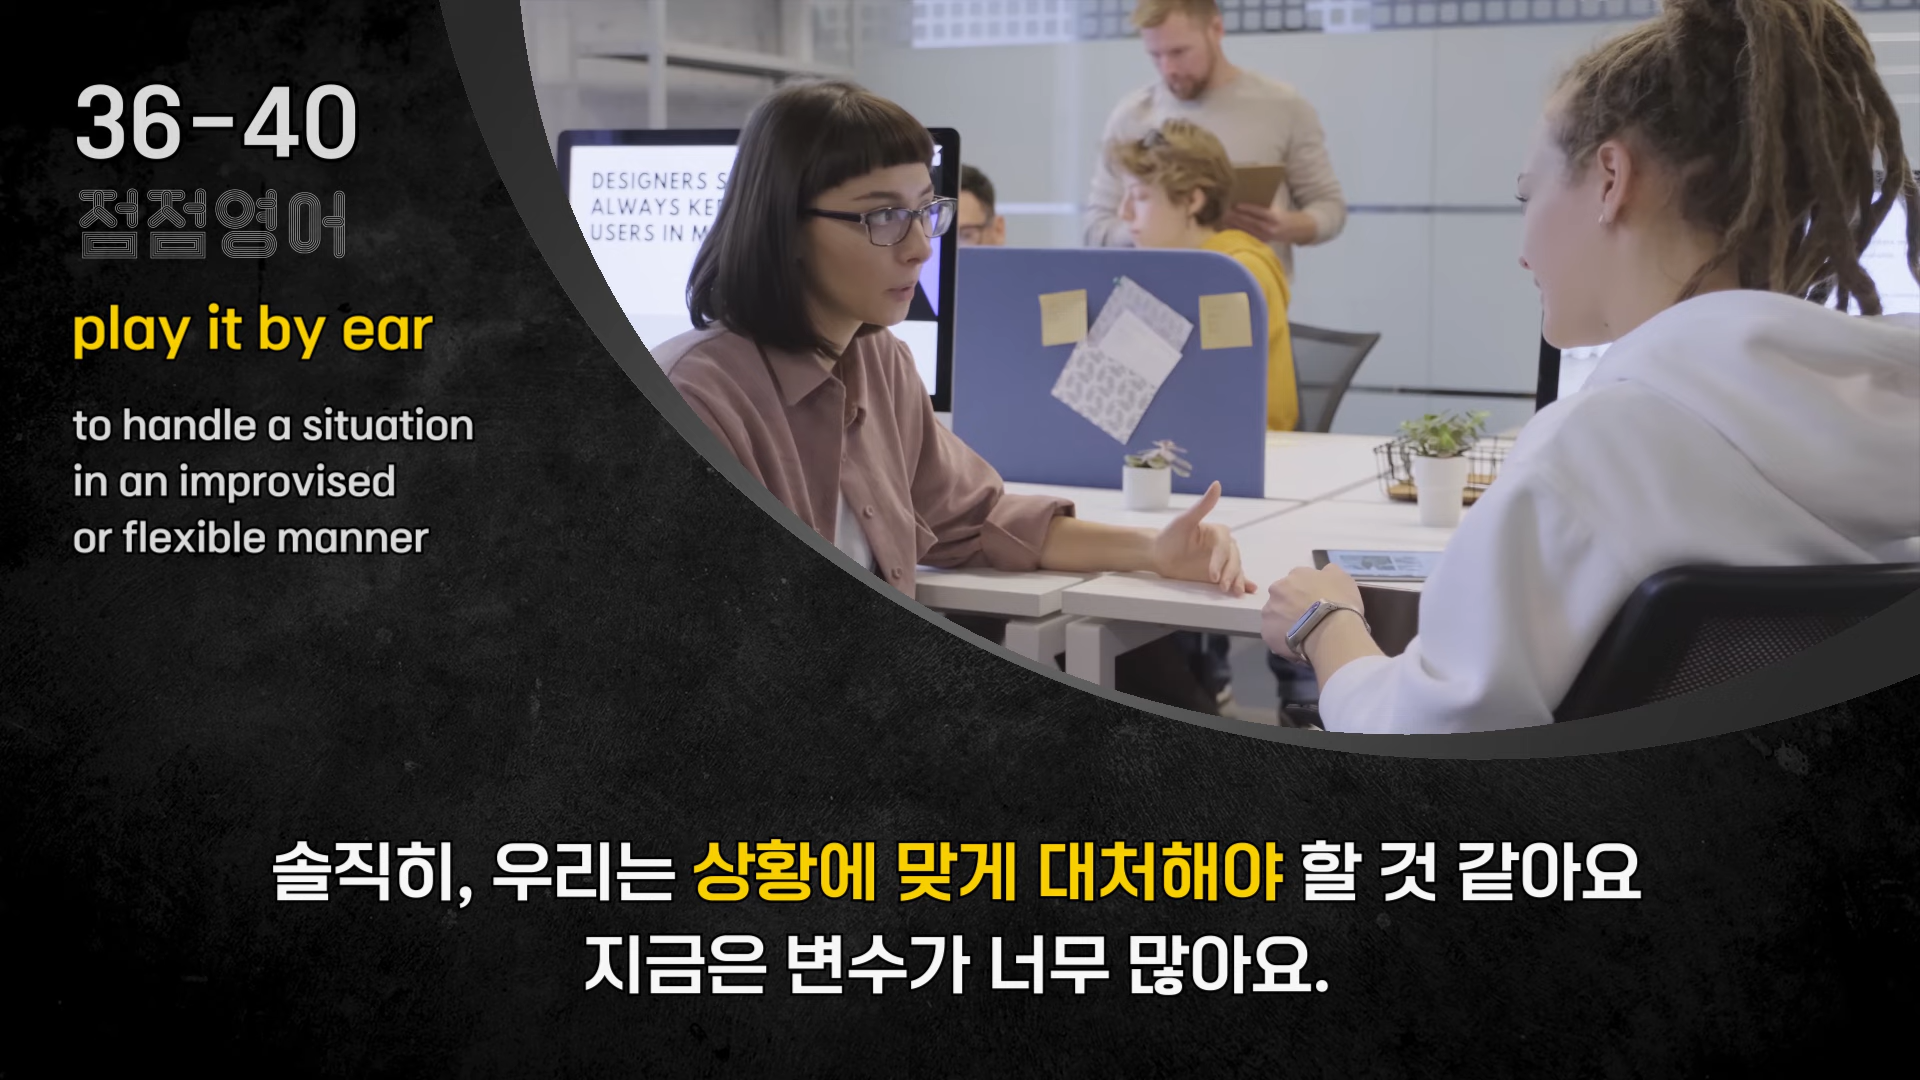 36-40
점점영어
play it by ear
to handle a situation
in an improvised
or flexible manner
DESIGNERS S
ALWAYS KE
USERS IN M
솔직히, 우리는 상황에 맞게 대처해야 할 것 같아요
지금은 변수가 너무 많아요.